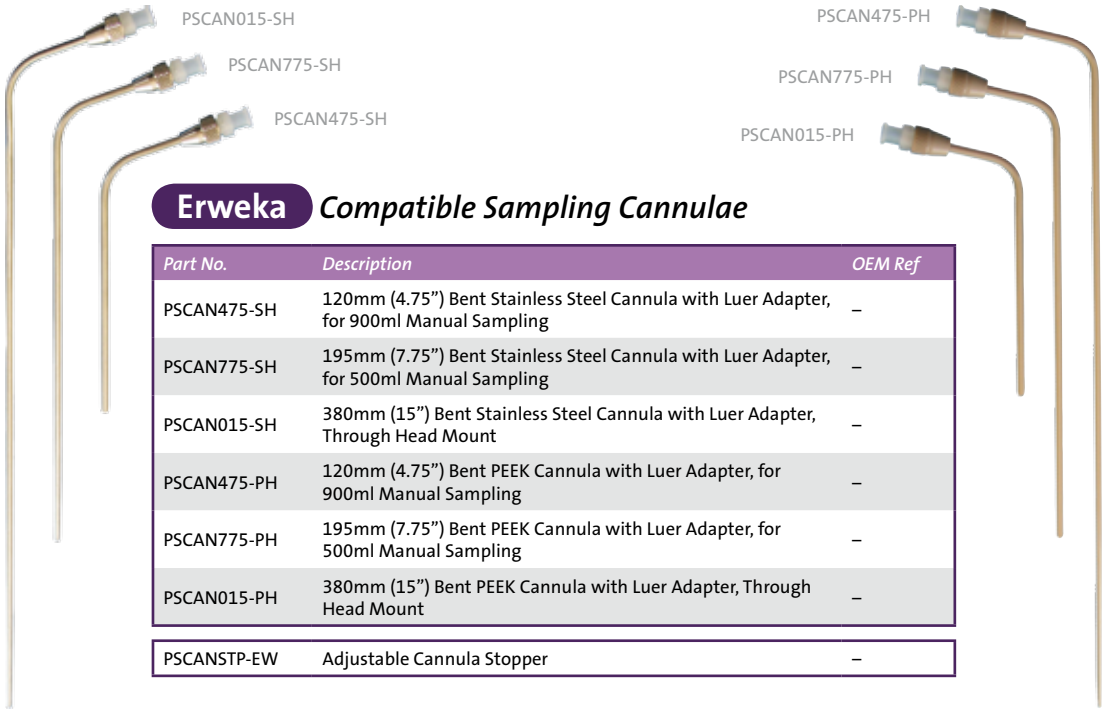 PSCAN015-SH
PSCAN775-SH
PSCAN475-SH
PSCAN475-PH
PSCAN775-PH
PSCAN015-PH
Erweka Compatible Sampling Cannulae
Part No. Description OEM Ref
PSCAN475-SH 120mm (4.75”) Bent Stainless Steel Cannula with Luer Adapter, –
for 900ml Manual Sampling
PSCAN775-SH 195mm (7.75”) Bent Stainless Steel Cannula with Luer Adapter, –
for 500ml Manual Sampling
PSCAN015-SH 380mm (15”) Bent Stainless Steel Cannula with Luer Adapter, –
Through Head Mount
PSCAN475-PH 120mm (4.75”) Bent PEEK Cannula with Luer Adapter, for –
900ml Manual Sampling
PSCAN775-PH 195mm (7.75”) Bent PEEK Cannula with Luer Adapter, for –
500ml Manual Sampling
PSCAN015-PH 380mm (15”) Bent PEEK Cannula with Luer Adapter, Through –
Head Mount
PSCANSTP-EW Adjustable Cannula Stopper –